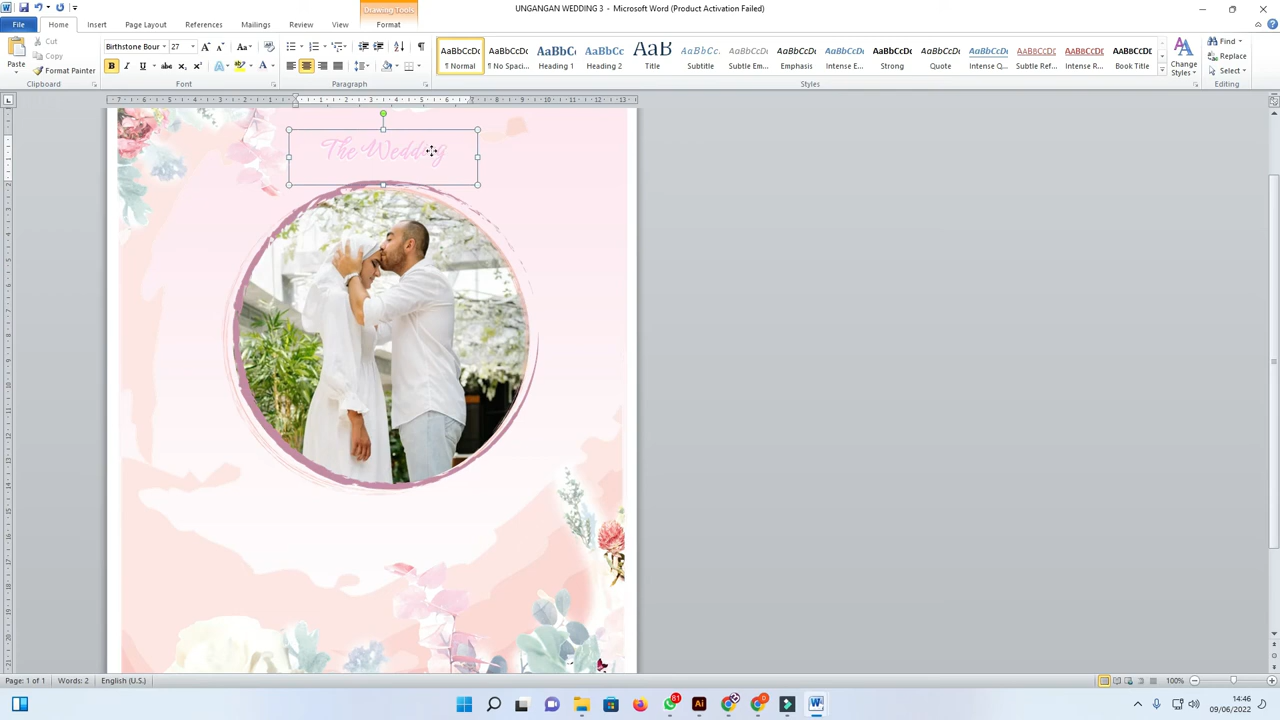 UNGANGAN WEDDING 3 - Microsoft Word (Product Activation Failed)
Drawing Tools
File Home Insert Page Layout References Mailings Review View Format
Paste
Cut
Copy
Format Painter
Clipboard
Birthstone Bour 27
Font
Paragraph
AaBbCcDc AaBbCcDc AaBbC AaBbCc AaB AaBbCcDc AaBbCcDc AaBbCcDc AaBbCcDc AaBbCcDc AaBbCcDc AaBbCcDc AaBbCcDc AaBbCcDc AaBbCcDc
¶ Normal ¶ No Spaci... Heading 1 Heading 2 Title Subtitle Subtle Em... Emphasis Intense E... Strong Quote Intense Q... Subtle Ref... Intense R... Book Title
Change Styles
Styles
Find
Replace
Select
Editing
The Wedding
Page: 1 of 1 Words: 2 English (U.S.)
100%
81
14:46
09/06/2022